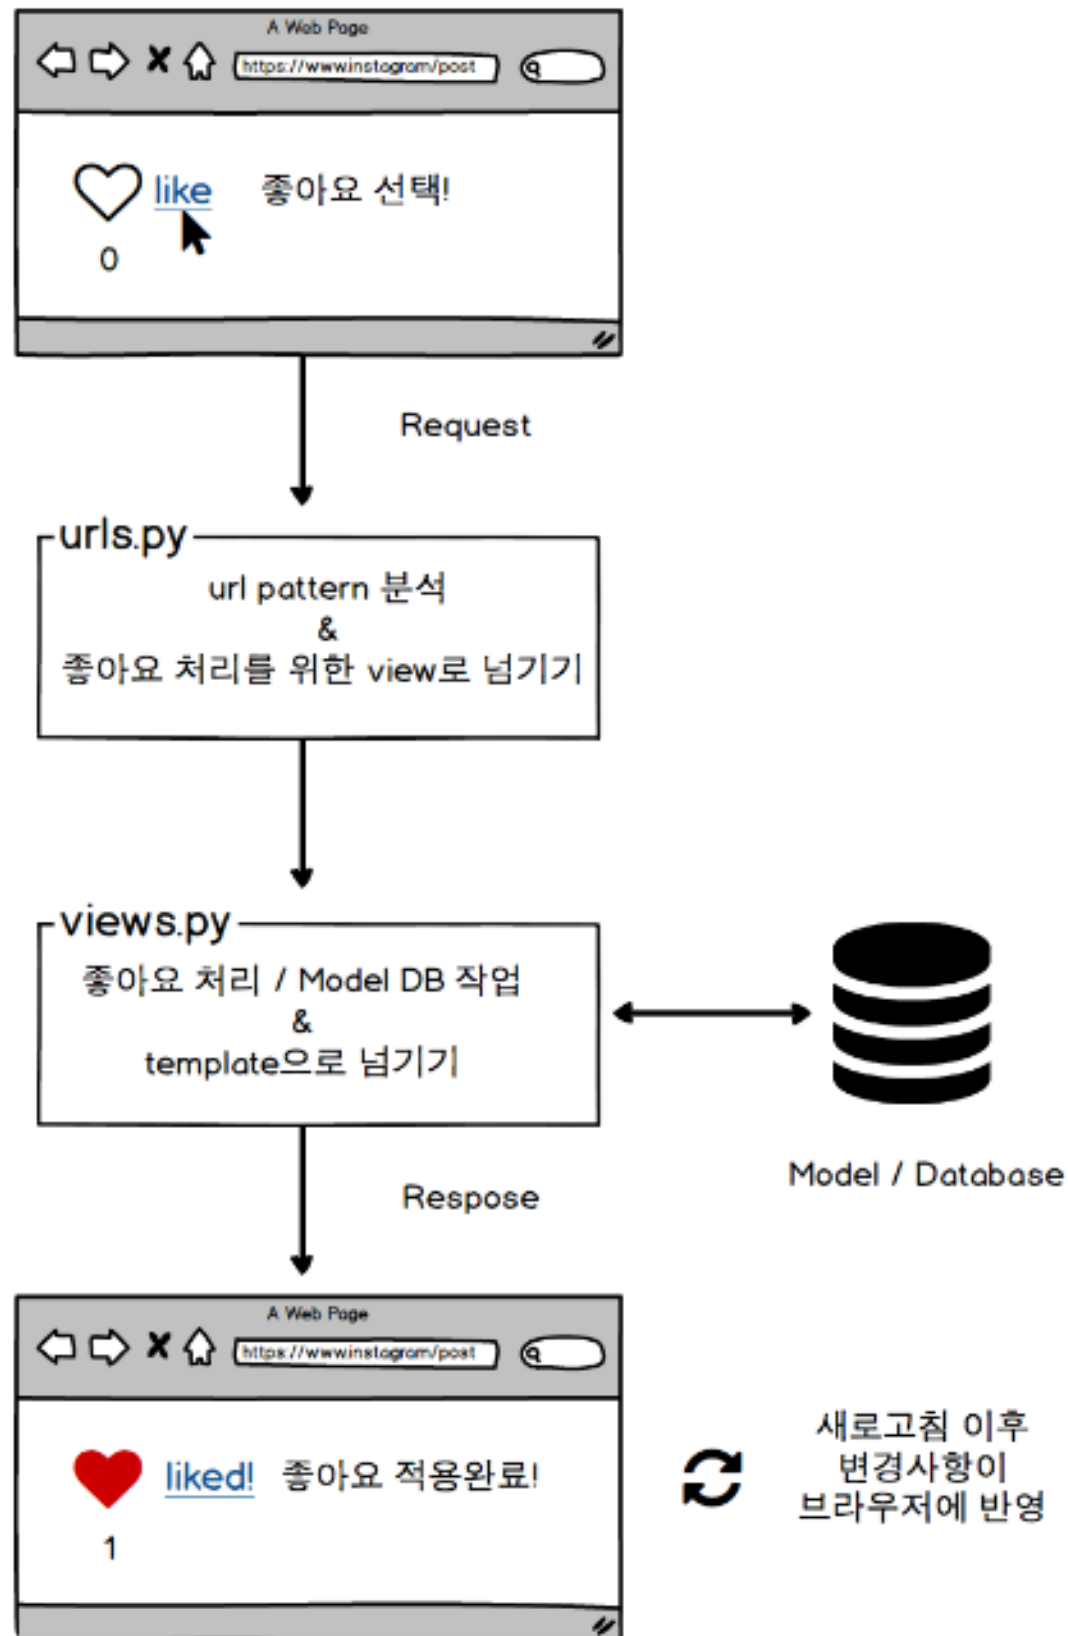 A Web Page
https://www.instagram/post
like 좋아요 선택!
0
Request
urls.py
url pattern 분석
&
좋아요 처리를 위한 view로 넘기기
views.py
좋아요 처리 / Model DB 작업
&
template으로 넘기기
Model / Database
Respose
A Web Page
https://www.instagram/post
liked! 좋아요 적용완료!
1
새로고침 이후
변경사항이
브라우저에 반영